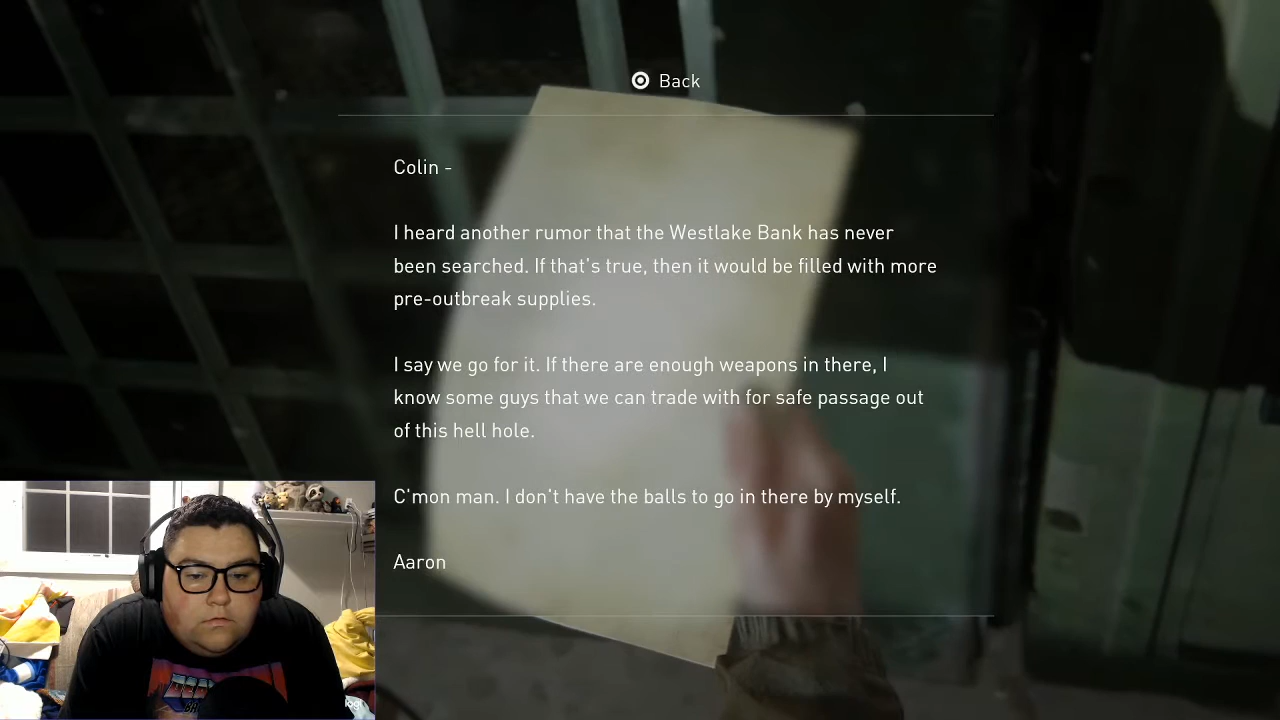 Back
Colin -
I heard another rumor that the Westlake Bank has never
been searched. If that's true, then it would be filled with more
pre-outbreak supplies.
I say we go for it. If there are enough weapons in there, I
know some guys that we can trade with for safe passage out
of this hell hole.
C'mon man. I don't have the balls to go in there by myself.
Aaron